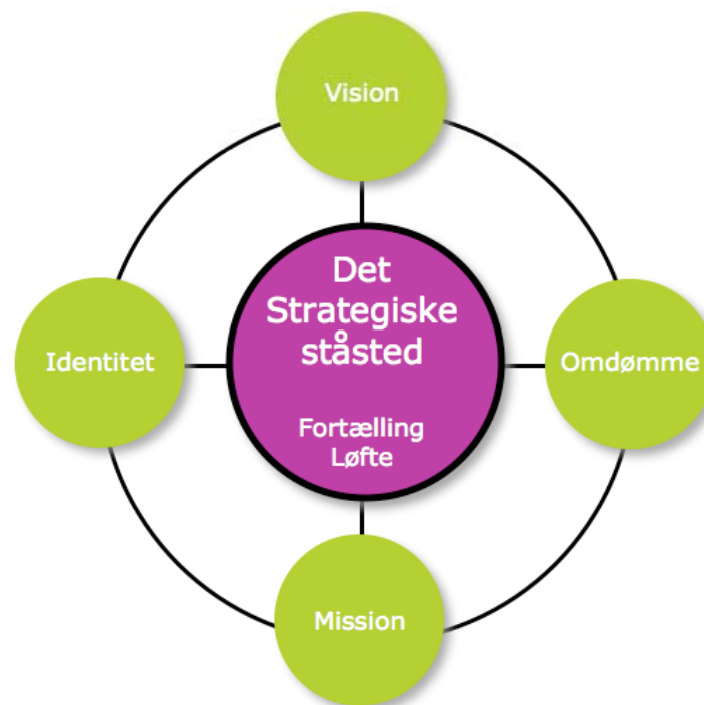 Vision
Det
Strategiske
ståsted
Identitet
Omdømme
Fortælling
Løfte
Mission